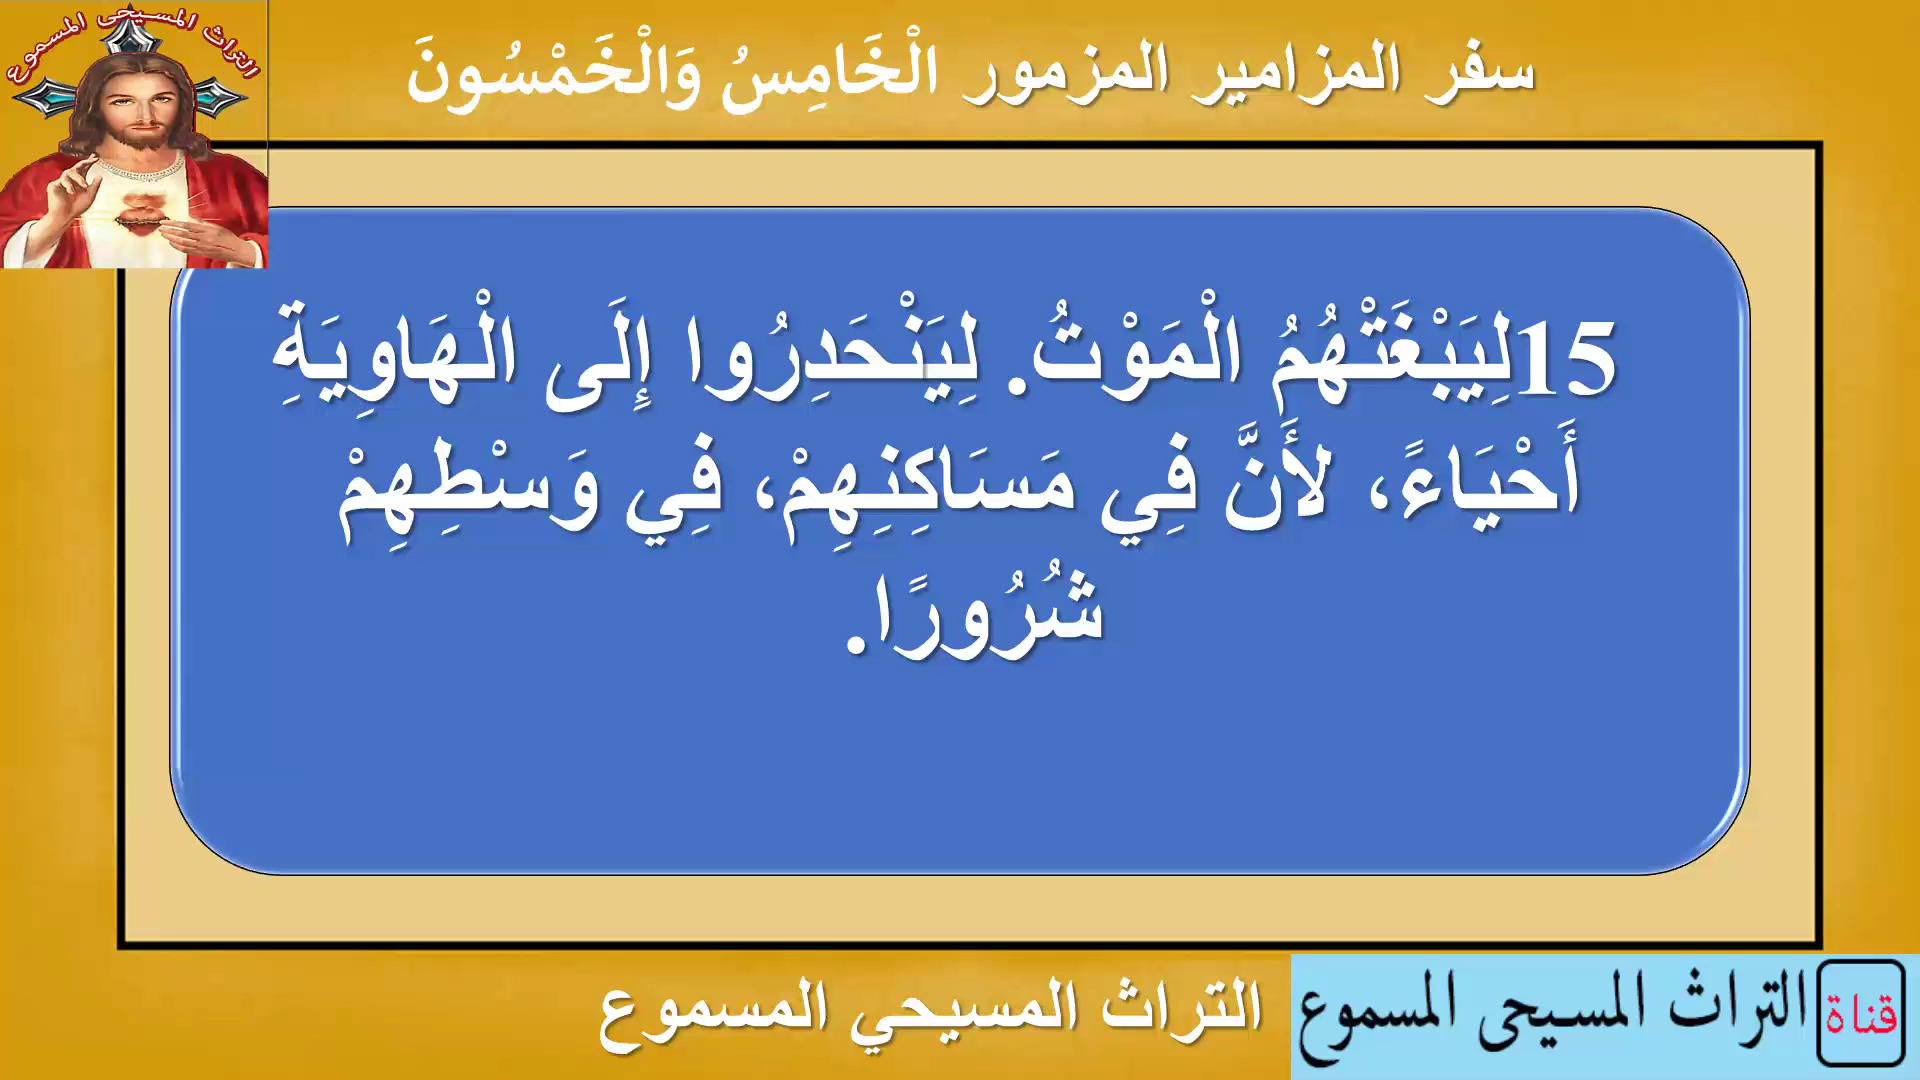 التراث المسيحى المسموع
سفر المزامير المزمور الْخَامِسُ وَالْخَمْسُونَ
15لِيَبْغَتْهُمُ الْمَوْتُ. لِيَنْحَدِرُوا إِلَى الْهَاوِيَةِ
أَحْيَاءً، لأَنَّ فِي مَسَاكِنِهِمْ، فِي وَسْطِهِمْ
شُرُورًا.
التراث المسيحي المسموع
قناة التراث المسيحى المسموع